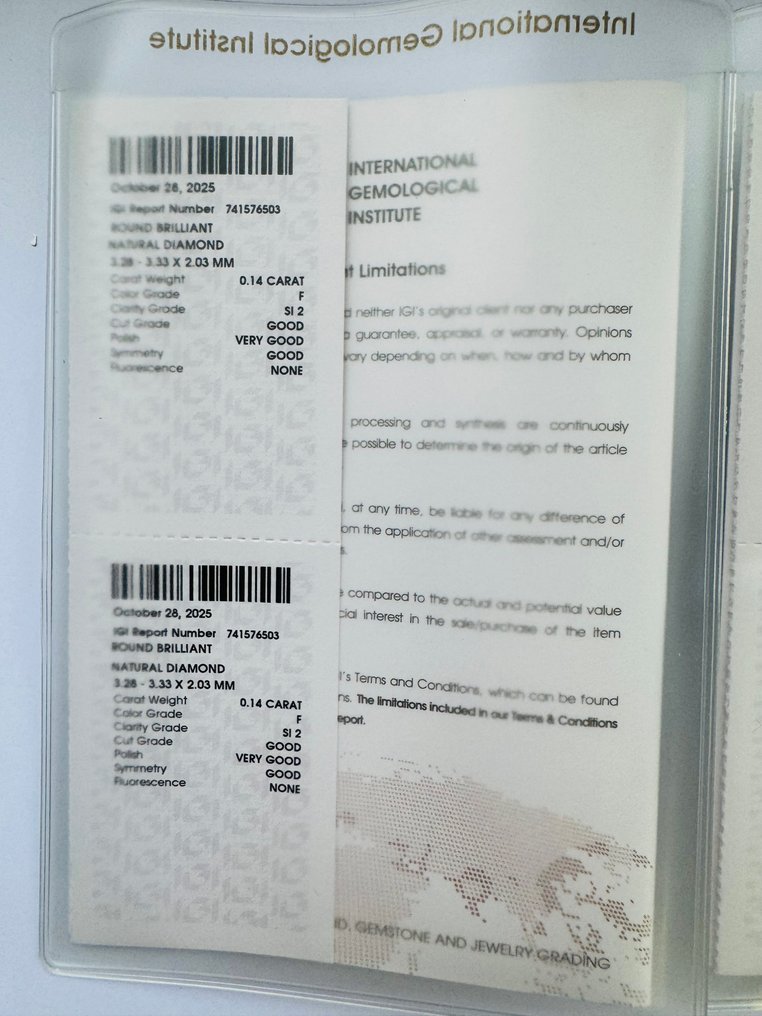 International Gemological Institute
October 28, 2025
IGI Report Number 741576503
ROUND BRILLIANT
NATURAL DIAMOND
3.28 - 3.33 X 2.03 MM
Carat Weight 0.14 CARAT
Color Grade F
Clarity Grade SI 2
Cut Grade GOOD
Polish VERY GOOD
Symmetry GOOD
Fluorescence NONE
October 28, 2025
IGI Report Number 741576503
ROUND BRILLIANT
NATURAL DIAMOND
3.28 - 3.33 X 2.03 MM
Carat Weight 0.14 CARAT
Color Grade F
Clarity Grade SI 2
Cut Grade GOOD
Polish VERY GOOD
Symmetry GOOD
Fluorescence NONE
INTERNATIONAL
GEMOLOGICAL
INSTITUTE
Limitations
neither IGI's original client nor any purchaser
guarantee, appraisal, or warranty. Opinions
depending on when, how and by whom
processing and synthesis are continuously
possible to determine the origin of the article
at any time, be liable for any difference of
the application of other assessment and/or
compared to the actual and potential value
interest in the sale/purchase of the item
Terms and Conditions, which can be found
The limitations included in our Terms & Conditions
GEMSTONE AND JEWELRY GRADING